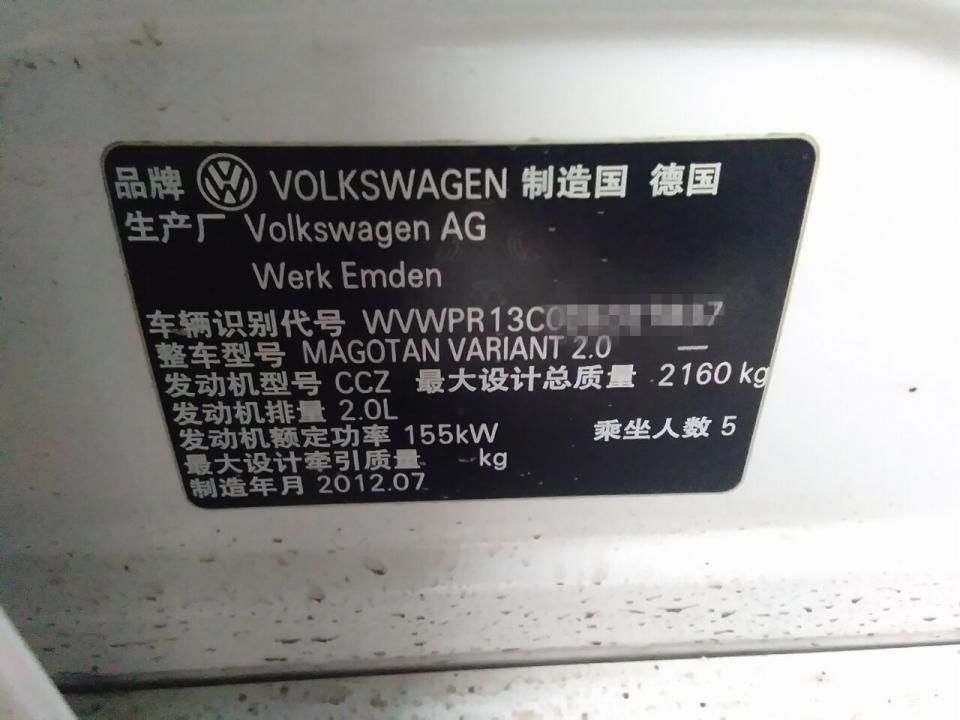 品牌 VOLKSWAGEN 制造国 德国
生产厂 Volkswagen AG
Werk Emden
车辆识别代号 WVWPR13C
整车型号 MAGOTAN VARIANT 2.0 —
发动机型号 CCZ 最大设计总质量 2160 kg
发动机排量 2.0L
发动机额定功率 155kW 乘坐人数 5
最大设计牵引质量 kg
制造年月 2012.07